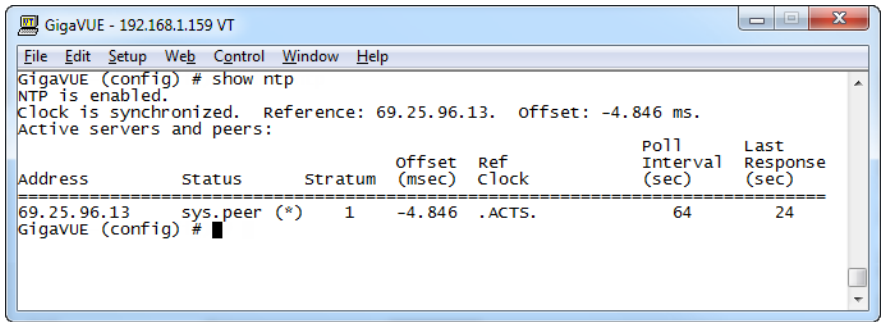 GigaVUE - 192.168.1.159 VT
File Edit Setup Web Control Window Help
GigaVUE (config) # show ntp
NTP is enabled.
Clock is synchronized.  Reference: 69.25.96.13.  Offset: -4.846 ms.
Active servers and peers:
Poll Last
Offset Ref Interval Response
Address Status Stratum (msec) Clock (sec) (sec)
================================================================================
69.25.96.13 sys.peer (*) 1 -4.846 .ACTS. 64 24
GigaVUE (config) #